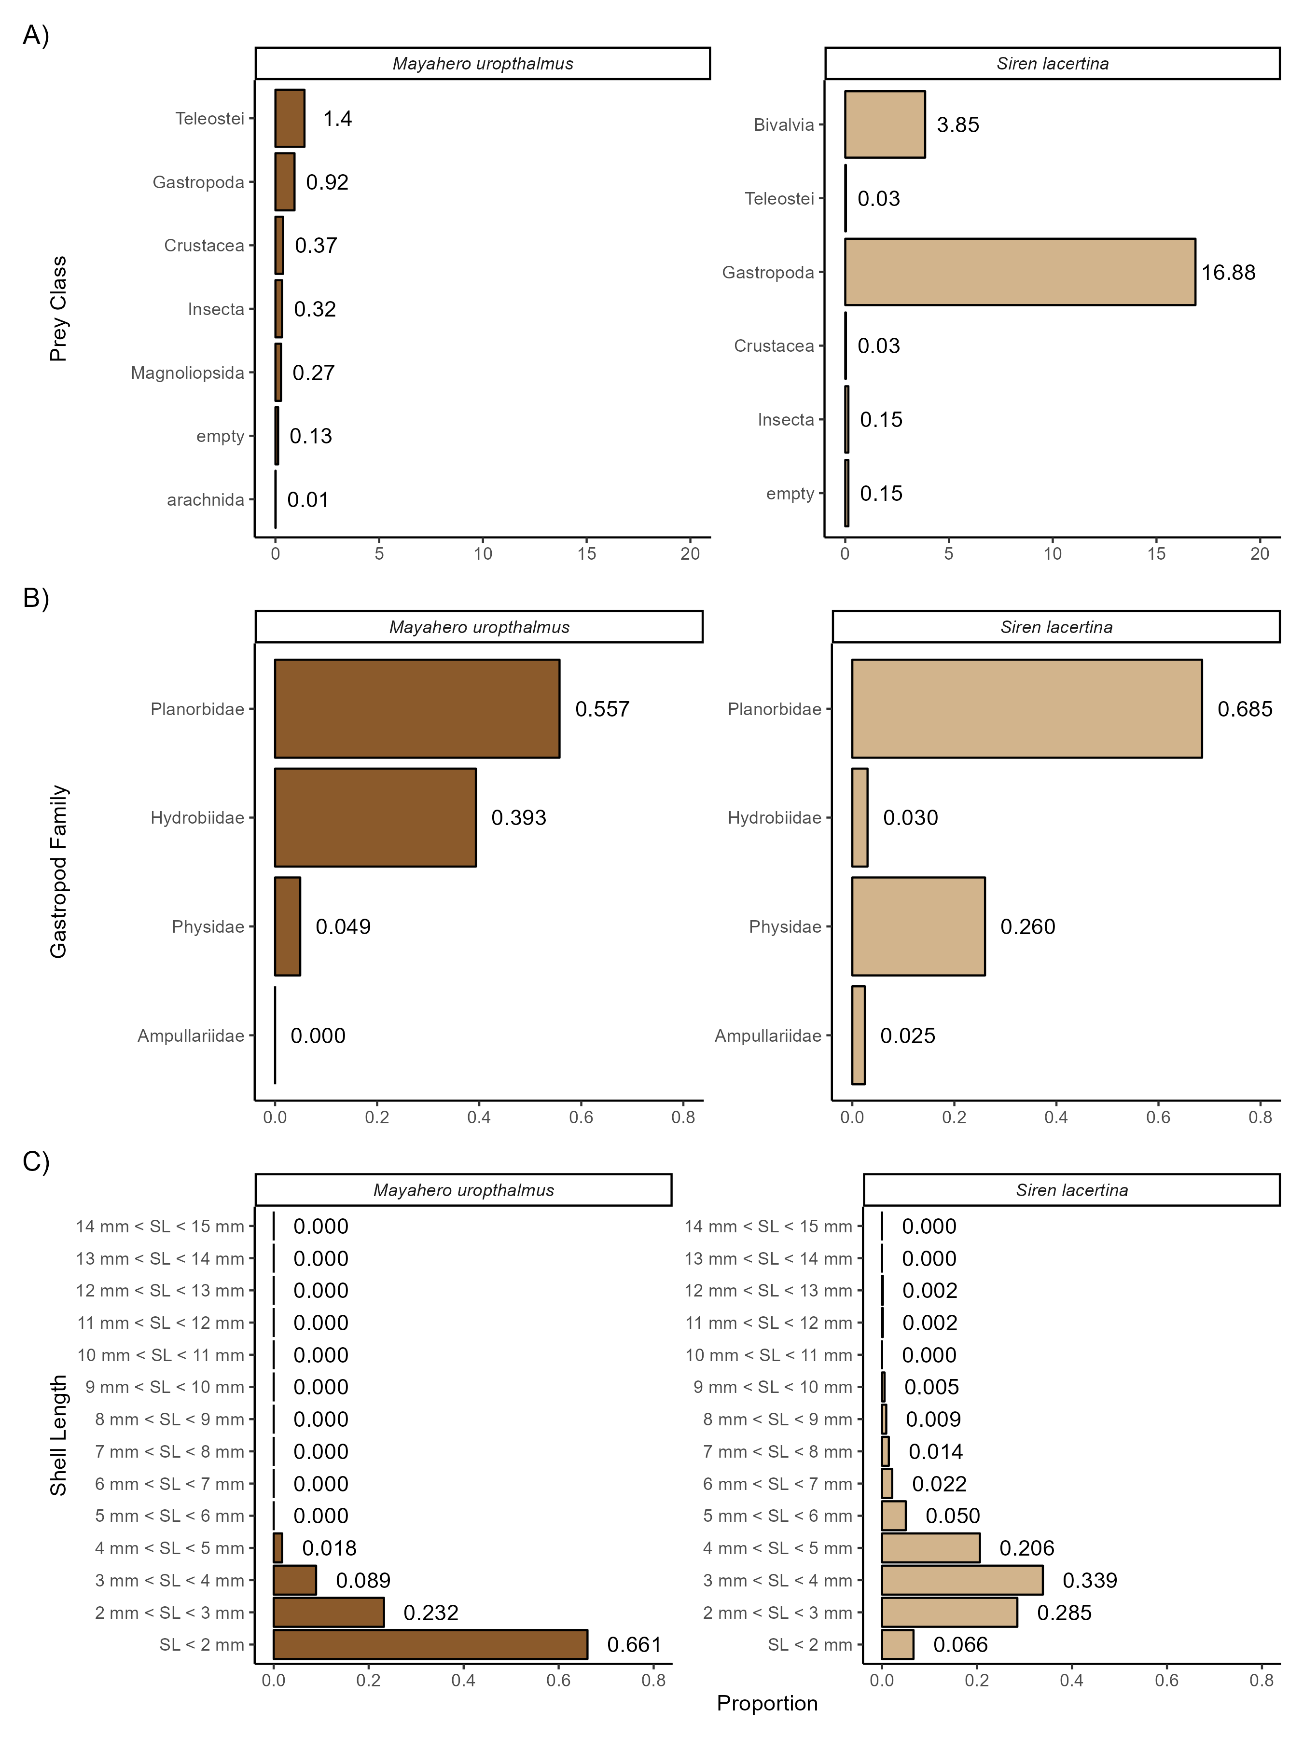 A)
Mayahero uropthalmus
Siren lacertina
Prey Class
Teleostei 1.4
Gastropoda 0.92
Crustacea 0.37
Insecta 0.32
Magnoliopsida 0.27
empty 0.13
arachnida 0.01
0 5 10 15 20
Bivalvia 3.85
Teleostei 0.03
Gastropoda 16.88
Crustacea 0.03
Insecta 0.15
empty 0.15
0 5 10 15 20
B)
Mayahero uropthalmus
Siren lacertina
Gastropod Family
Planorbidae 0.557
Hydrobiidae 0.393
Physidae 0.049
Ampullariidae 0.000
0.0 0.2 0.4 0.6 0.8
Planorbidae 0.685
Hydrobiidae 0.030
Physidae 0.260
Ampullariidae 0.025
0.0 0.2 0.4 0.6 0.8
C)
Mayahero uropthalmus
Siren lacertina
Shell Length
14 mm < SL < 15 mm 0.000
13 mm < SL < 14 mm 0.000
12 mm < SL < 13 mm 0.000
11 mm < SL < 12 mm 0.000
10 mm < SL < 11 mm 0.000
9 mm < SL < 10 mm 0.000
8 mm < SL < 9 mm 0.000
7 mm < SL < 8 mm 0.000
6 mm < SL < 7 mm 0.000
5 mm < SL < 6 mm 0.000
4 mm < SL < 5 mm 0.018
3 mm < SL < 4 mm 0.089
2 mm < SL < 3 mm 0.232
SL < 2 mm 0.661
0.0 0.2 0.4 0.6 0.8
14 mm < SL < 15 mm 0.000
13 mm < SL < 14 mm 0.000
12 mm < SL < 13 mm 0.002
11 mm < SL < 12 mm 0.002
10 mm < SL < 11 mm 0.000
9 mm < SL < 10 mm 0.005
8 mm < SL < 9 mm 0.009
7 mm < SL < 8 mm 0.014
6 mm < SL < 7 mm 0.022
5 mm < SL < 6 mm 0.050
4 mm < SL < 5 mm 0.206
3 mm < SL < 4 mm 0.339
2 mm < SL < 3 mm 0.285
SL < 2 mm 0.066
0.0 0.2 0.4 0.6 0.8
Proportion